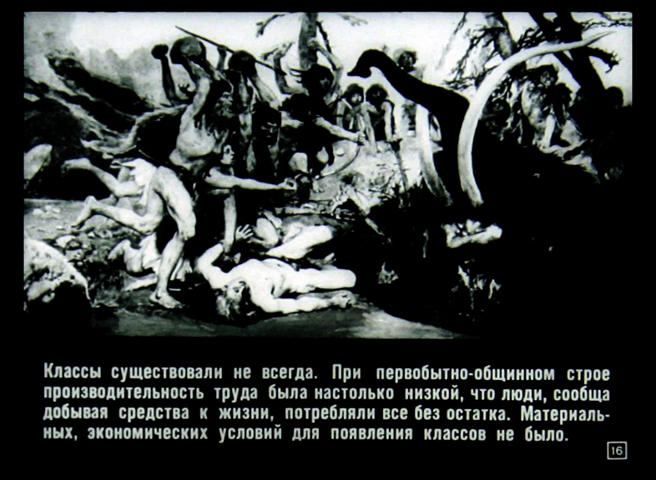 Классы существовали не всегда. При первобытно-общинном строе
производительность труда была настолько низкой, что люди, сообща
добывая средства к жизни, потребляли все без остатка. Материаль-
ных, экономических условий для появления классов не было.
16